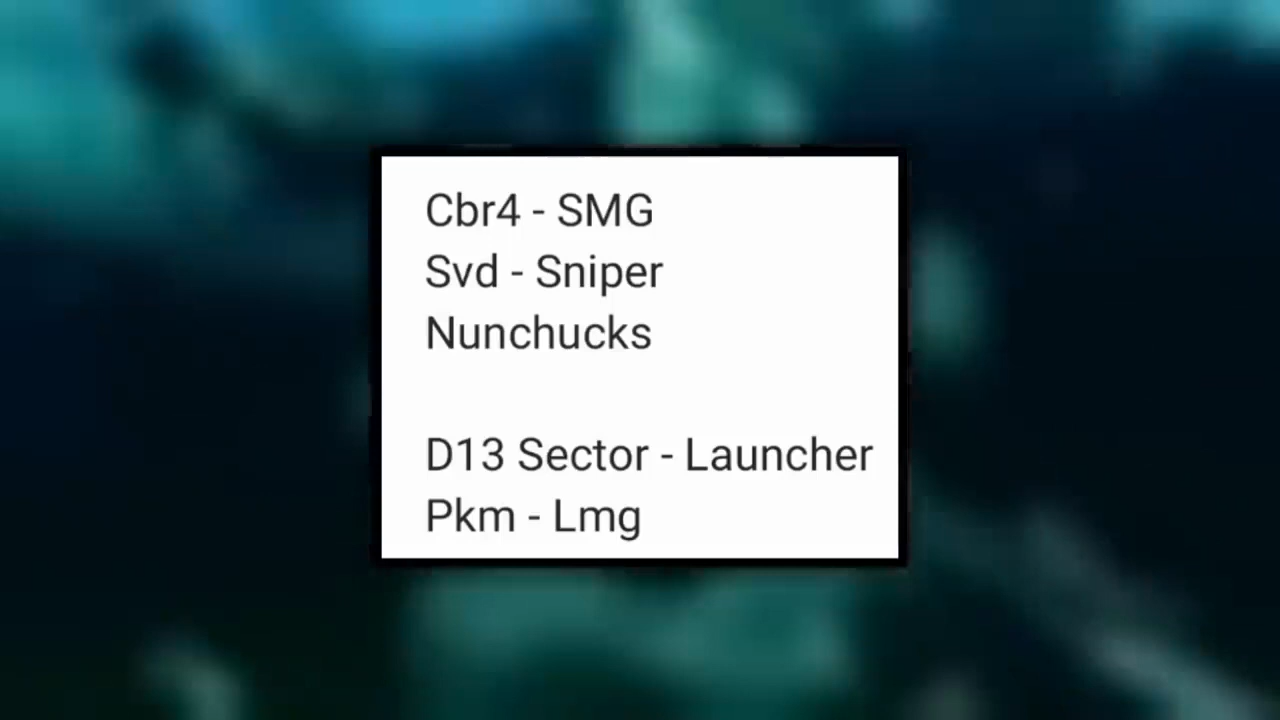 Cbr4 - SMG
Svd - Sniper
Nunchucks
D13 Sector - Launcher
Pkm - Lmg